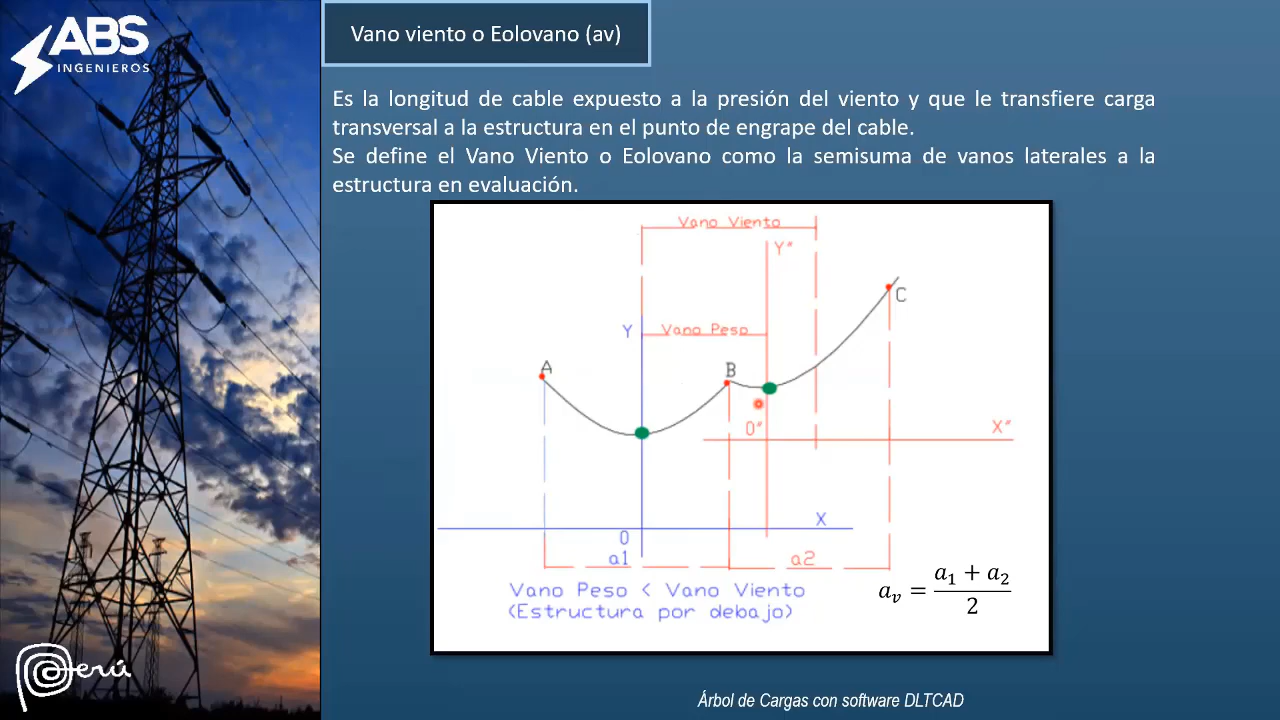 ABS
INGENIEROS
Vano viento o Eolovano (av)
Es la longitud de cable expuesto a la presión del viento y que le transfiere carga
transversal a la estructura en el punto de engrape del cable.
Se define el Vano Viento o Eolovano como la semisuma de vanos laterales a la
estructura en evaluación.
Vano Viento
Y"
C
Y
Vano Peso
A
B
O"
X"
X
O
a1
a2
Vano Peso < Vano Viento
(Estructura por debajo)
a_v = (a_1 + a_2) / 2
Perú
Árbol de Cargas con software DLTCAD